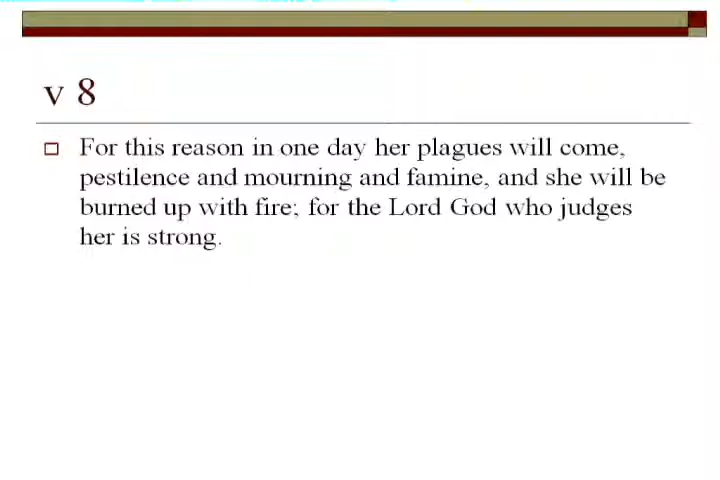 v 8
For this reason in one day her plagues will come,
pestilence and mourning and famine, and she will be
burned up with fire; for the Lord God who judges
her is strong.